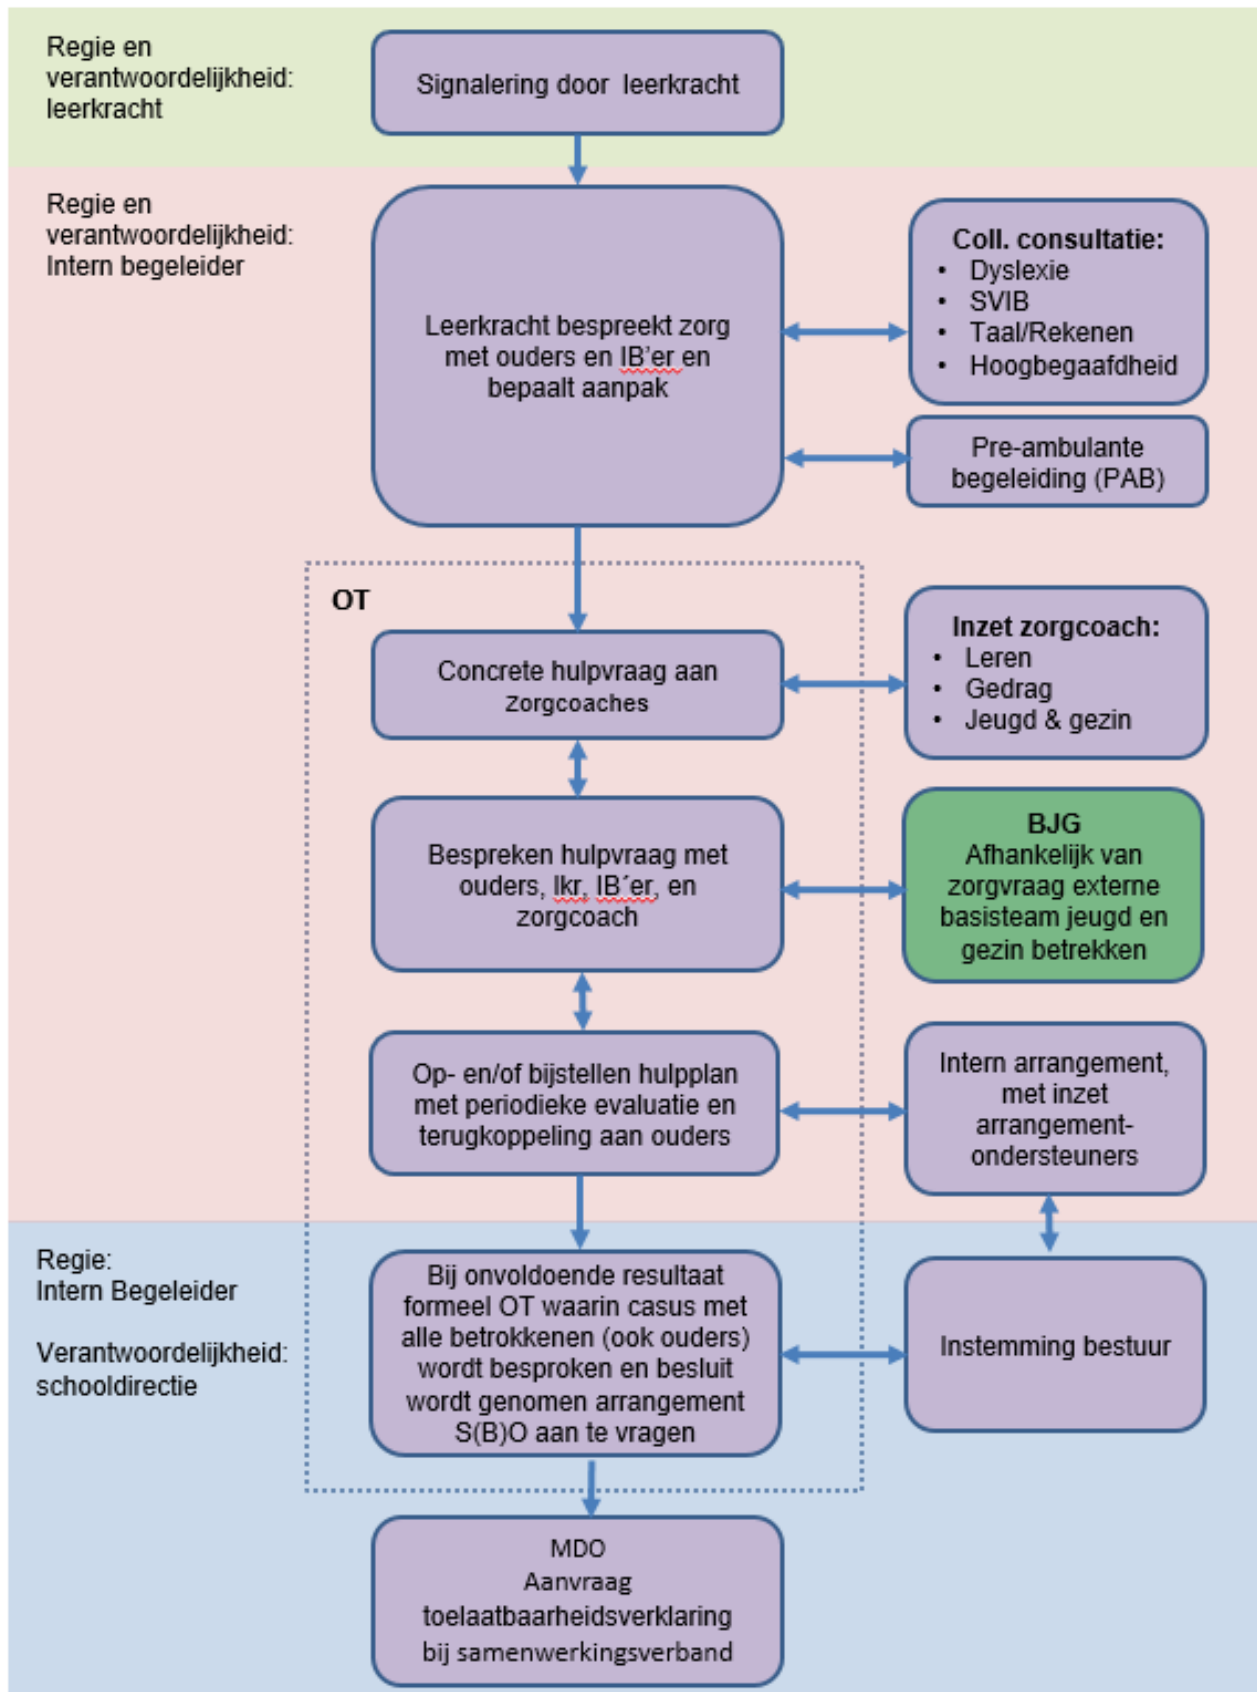 Regie en
verantwoordelijkheid:
leerkracht
Signalering door leerkracht
Regie en
verantwoordelijkheid:
Intern begeleider
Leerkracht bespreekt zorg
met ouders en IB'er en
bepaalt aanpak
Coll. consultatie:
• Dyslexie
• SVIB
• Taal/Rekenen
• Hoogbegaafdheid
Pre-ambulante
begeleiding (PAB)
OT
Concrete hulpvraag aan
Zorgcoaches
Inzet zorgcoach:
• Leren
• Gedrag
• Jeugd & gezin
Bespreken hulpvraag met
ouders, lkr, IB´er, en
zorgcoach
BJG
Afhankelijk van
zorgvraag externe
basisteam jeugd en
gezin betrekken
Op- en/of bijstellen hulpplan
met periodieke evaluatie en
terugkoppeling aan ouders
Intern arrangement,
met inzet
arrangement-
ondersteuners
Regie:
Intern Begeleider
Verantwoordelijkheid:
schooldirectie
Bij onvoldoende resultaat
formeel OT waarin casus met
alle betrokkenen (ook ouders)
wordt besproken en besluit
wordt genomen arrangement
S(B)O aan te vragen
Instemming bestuur
MDO
Aanvraag
toelaatbaarheidsverklaring
bij samenwerkingsverband